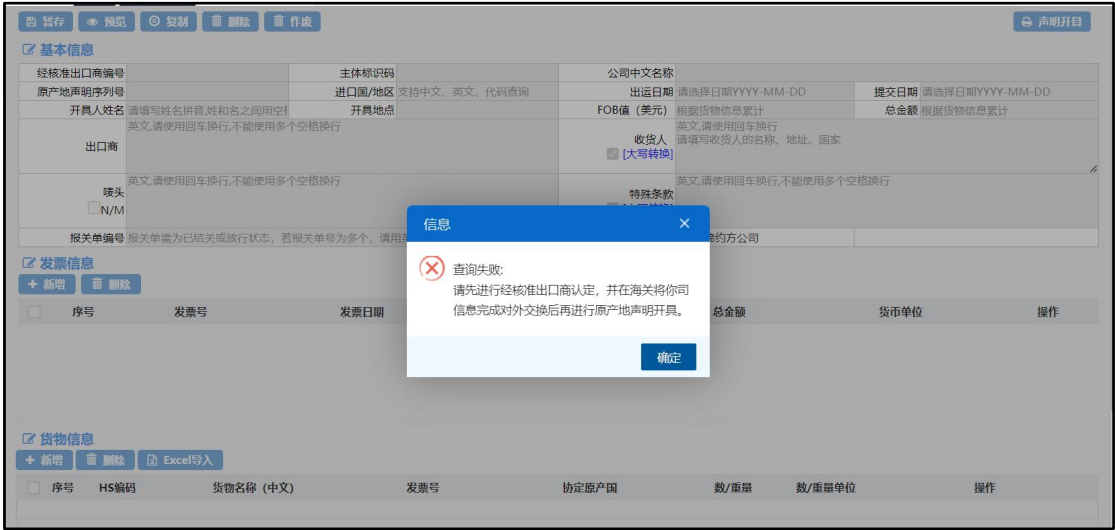 暂存 预览 复制 删除 作废 声明开具
基本信息
经核准出口商编号 主体标识码 公司中文名称
原产地声明序列号 进口国/地区 支持中文、英文、代码查询 出运日期 请选择日期YYYY-MM-DD 提交日期 请选择日期YYYY-MM-DD
开具人姓名 请填写姓名拼音,姓和名之间用空格 开具地点 FOB值（美元） 根据货物信息累计 总金额 根据货物信息累计
出口商 英文,请使用回车换行,不能使用多个空格换行
收货人 英文,请使用回车换行
请填写收货人的名称、地址、国家
[大写转换]
唛头 英文,请使用回车换行,不能使用多个空格换行
N/M
特殊条款 英文,请使用回车换行,不能使用多个空格换行
报关单编号 报关单需为已结关或放行状态，若报关单号为多个，请用 缔约方公司
信息
查询失败:
请先进行经核准出口商认定，并在海关将你司
信息完成对外交换后再进行原产地声明开具。
确定
发票信息
新增 删除
序号 发票号 发票日期 总金额 货币单位 操作
货物信息
新增 删除 Excel导入
序号 HS编码 货物名称（中文） 发票号 协定原产国 数/重量 数/重量单位 操作